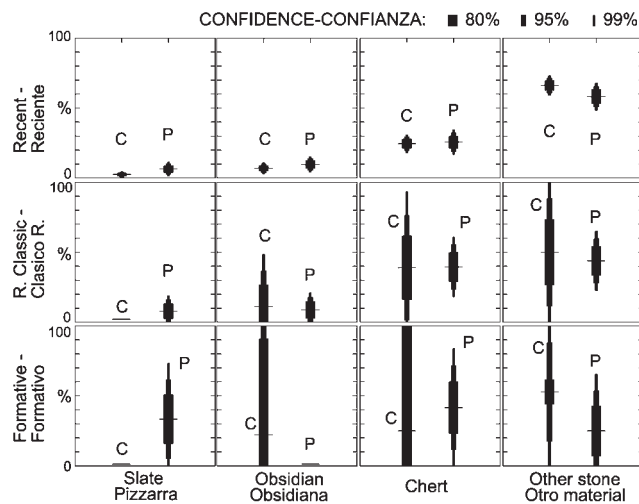 CONFIDENCE-CONFIANZA: 80% 95% 99%
Recent -
Reciente
100
%
0
C
P
C
P
C
P
C
P
R. Classic -
Clasico R.
100
%
0
C
P
C
P
C
P
C
P
Formative -
Formativo
100
%
0
C
P
C
P
C
P
C
P
Slate
Pizzarra
Obsidian
Obsidiana
Chert
Other stone
Otro material